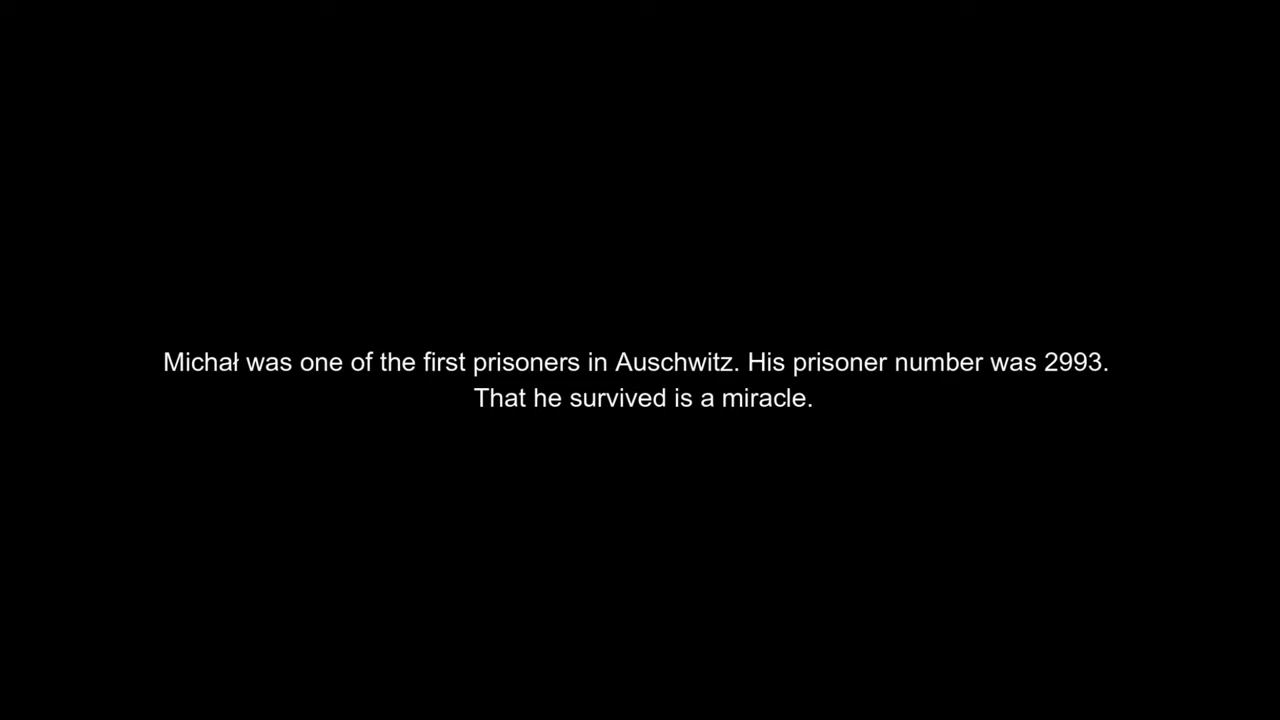 Michał was one of the first prisoners in Auschwitz. His prisoner number was 2993.
That he survived is a miracle.